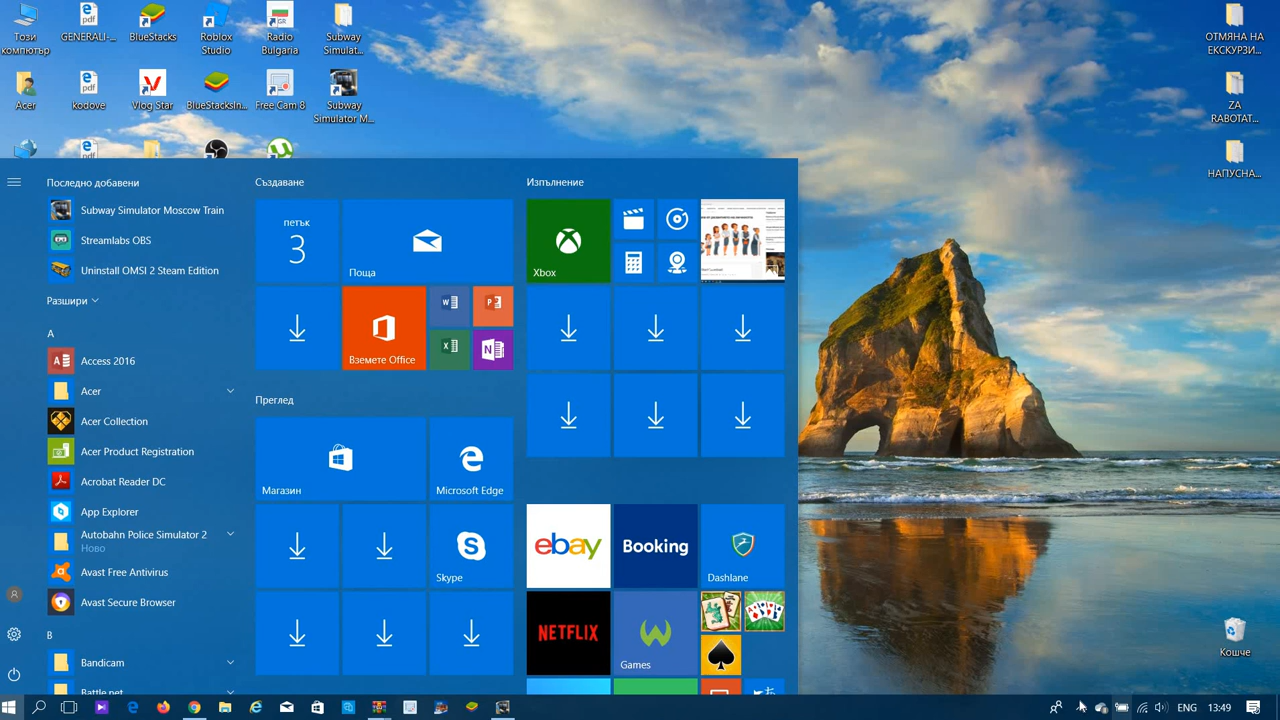 Този
компютър
GENERALI-...
BlueStacks
Roblox
Studio
Radio
Bulgaria
Subway
Simulat...
ОТМЯНА НА
ЕКСКУРЗИ...
Acer
kodove
Vlog Star
BlueStacksIn...
Free Cam 8
Subway
Simulator M...
ZA
RABOTAT...
НАПУСНА...
Последно добавени
Subway Simulator Moscow Train
Streamlabs OBS
Uninstall OMSI 2 Steam Edition
Разшири
A
Access 2016
Acer
Acer Collection
Acer Product Registration
Acrobat Reader DC
App Explorer
Autobahn Police Simulator 2
Ново
Avast Free Antivirus
Avast Secure Browser
B
Bandicam
Battle.net
Създаване
петък
3
Поща
Вземете Office
Преглед
Магазин
Microsoft Edge
Skype
Изпълнение
Xbox
ebay
Booking
Dashlane
NETFLIX
Games
Кошче
13:49